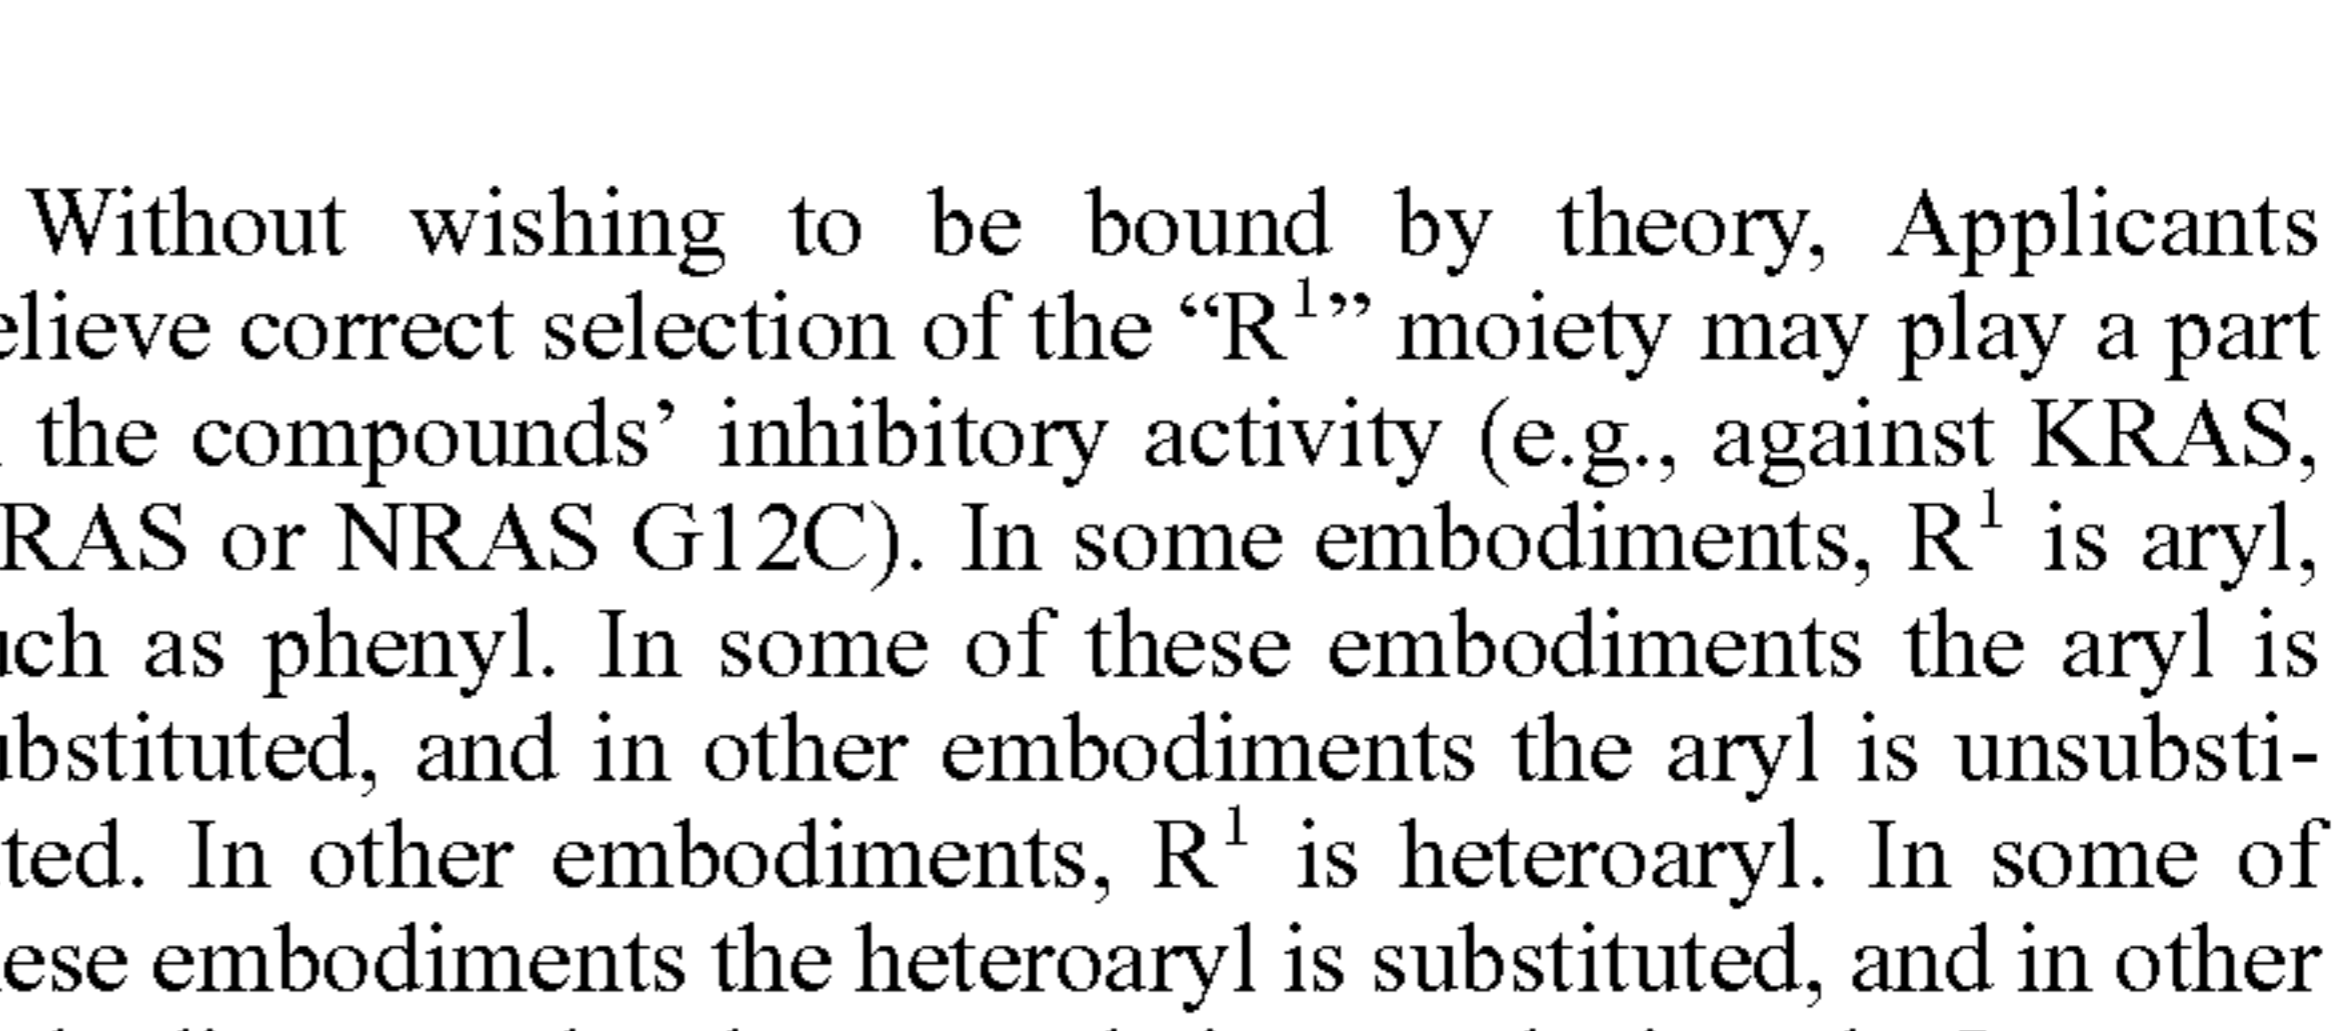 Without wishing to be bound by theory, Applicants
elieve correct selection of the “R¹” moiety may play a part
the compounds’ inhibitory activity (e.g., against KRAS,
RAS or NRAS G12C). In some embodiments, R¹ is aryl,
uch as phenyl. In some of these embodiments the aryl is
ubstituted, and in other embodiments the aryl is unsubsti-
ted. In other embodiments, R¹ is heteroaryl. In some of
ese embodiments the heteroaryl is substituted, and in other